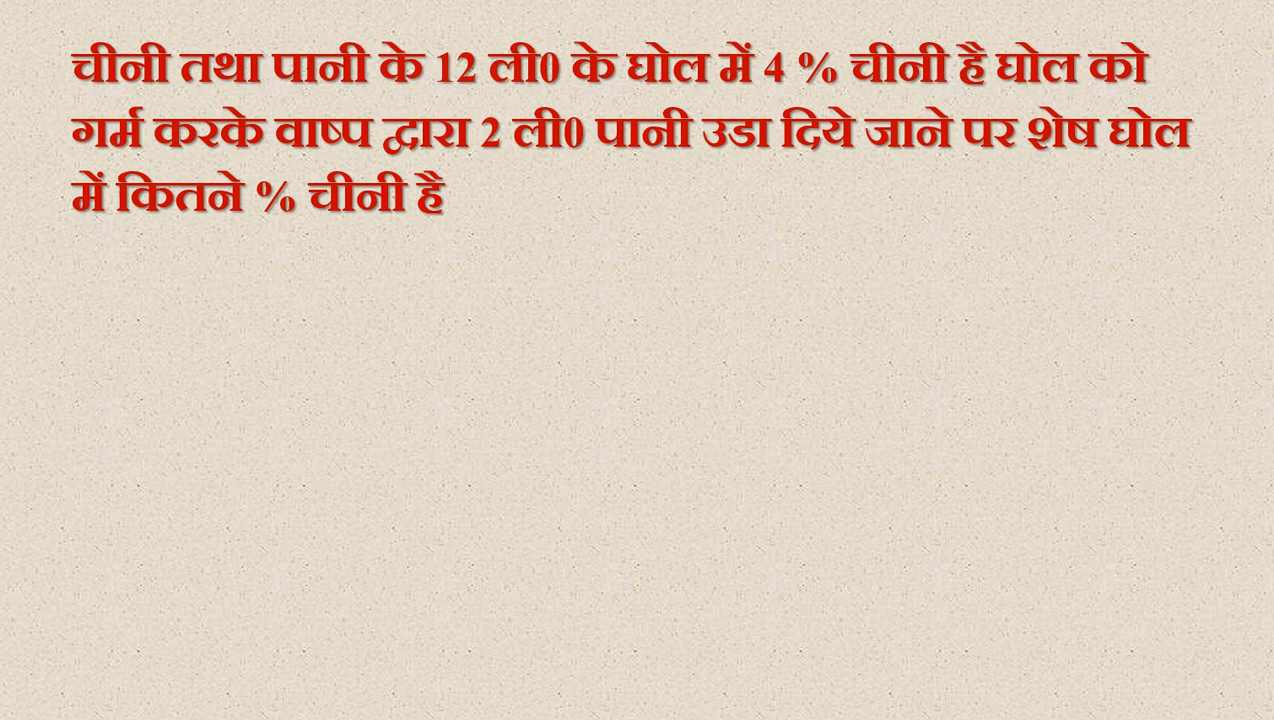 चीनी तथा पानी के 12 ली0 के घोल में 4 % चीनी है घोल को
गर्म करके वाष्प द्वारा 2 ली0 पानी उडा दिये जाने पर शेष घोल
में कितने % चीनी है